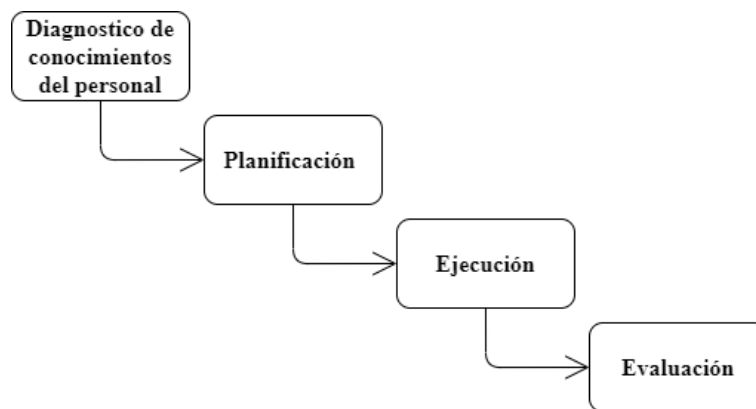 Diagnostico de
conocimientos
del personal
Planificación
Ejecución
Evaluación